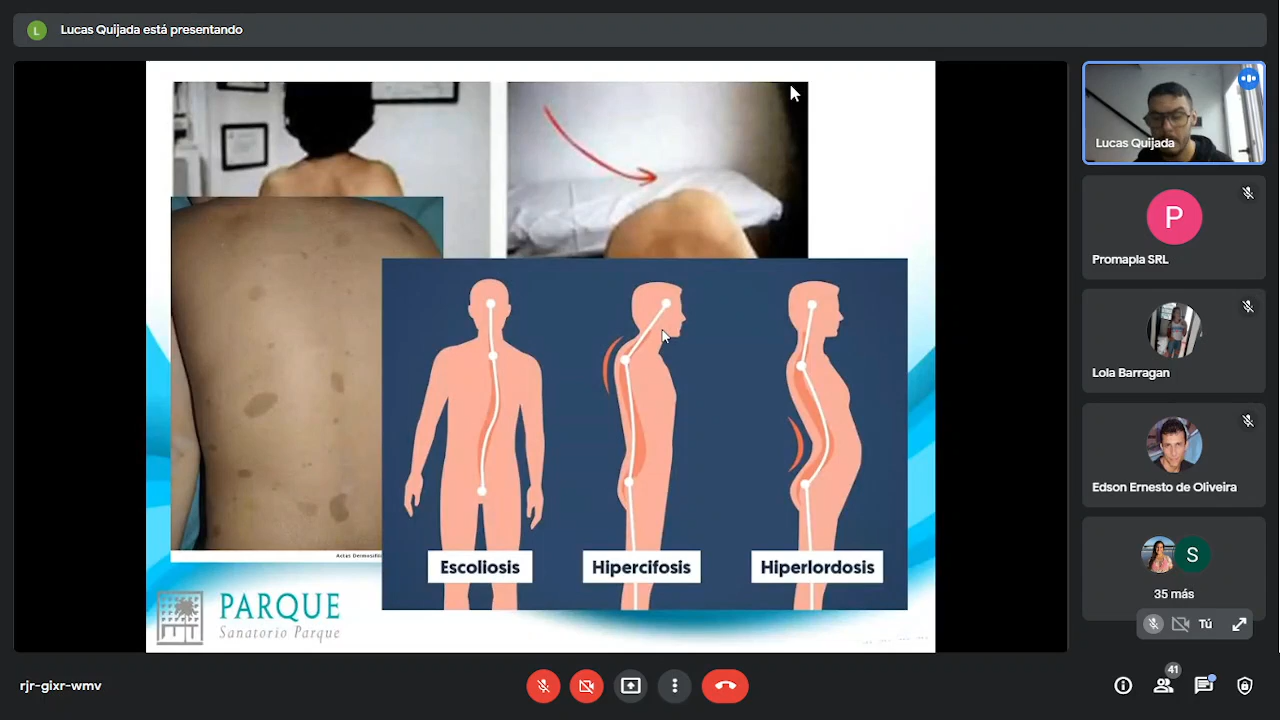 L
Lucas Quijada está presentando
Lucas Quijada
P
Promapla SRL
Lola Barragan
Edson Ernesto de Oliveira
S
35 más
Tú
Escoliosis
Hipercifosis
Hiperlordosis
PARQUE
Sanatorio Parque
rjr-gixr-wmv
41